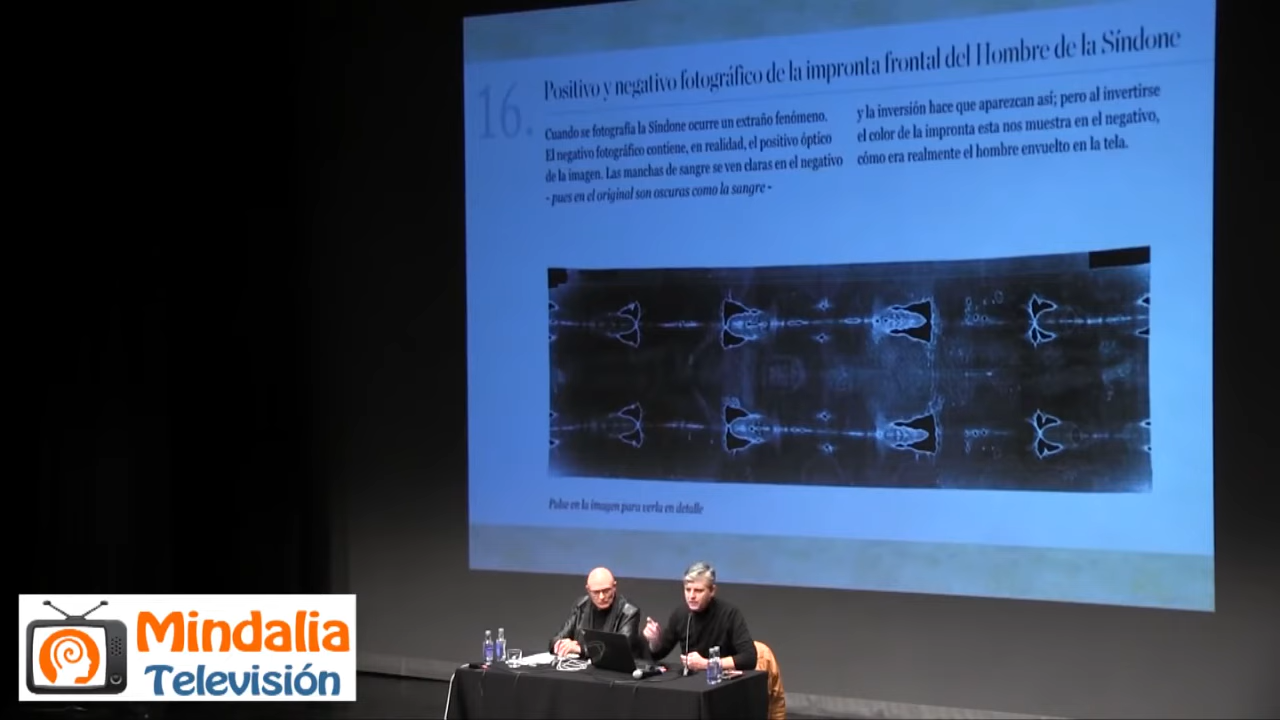 16.
Positivo y negativo fotográfico de la impronta frontal del Hombre de la Síndone
Cuando se fotografía la Síndone ocurre un extraño fenómeno.
El negativo fotográfico contiene, en realidad, el positivo óptico
de la imagen. Las manchas de sangre se ven claras en el negativo
- pues en el original son oscuras como la sangre -
y la inversión hace que aparezcan así; pero al invertirse
el color de la impronta esta nos muestra en el negativo,
cómo era realmente el hombre envuelto en la tela.
Pulse en la imagen para verla en detalle
Mindalia
Televisión